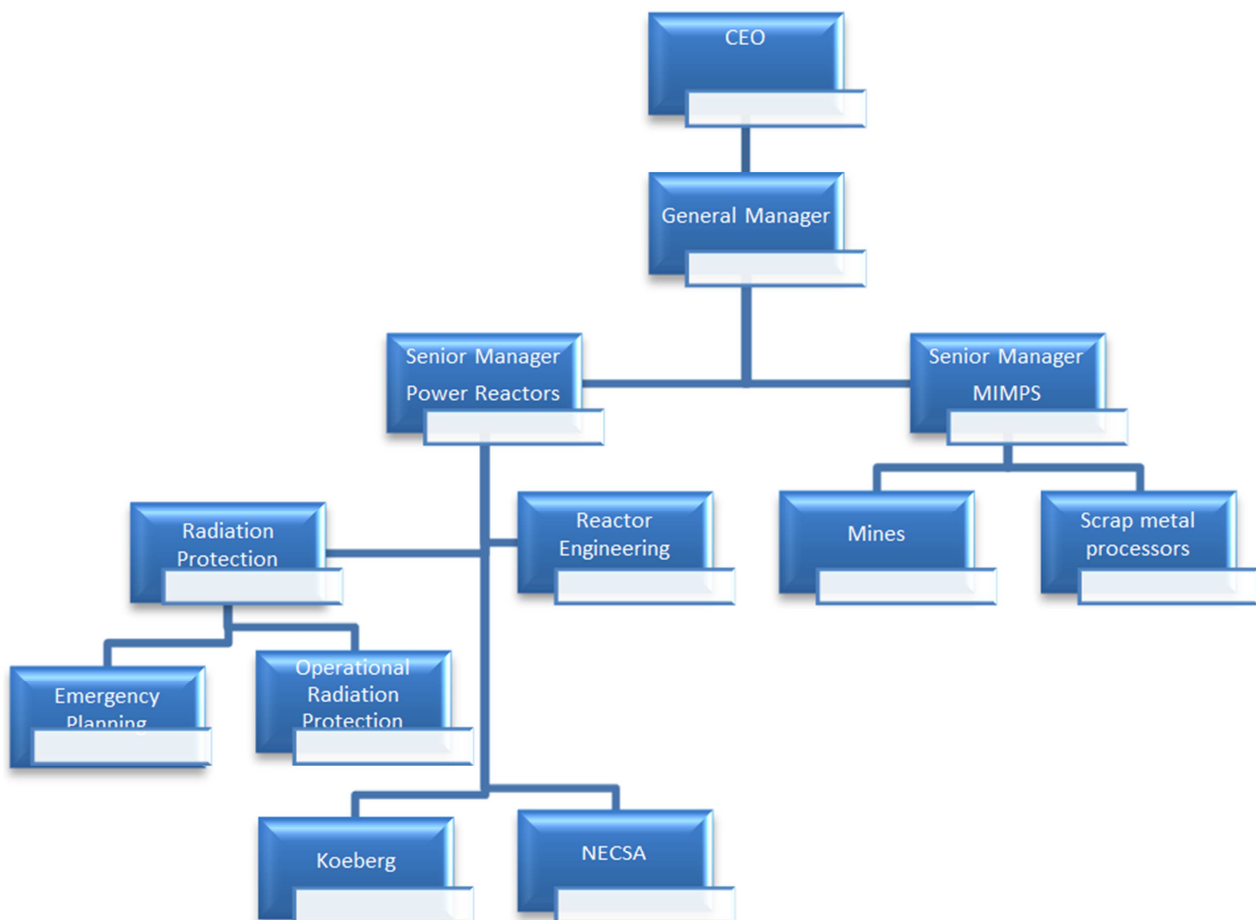 CEO
General Manager
Senior Manager
Power Reactors
Senior Manager
MIMPS
Radiation
Protection
Reactor
Engineering
Mines
Scrap metal
processors
Emergency
Planning
Operational
Radiation
Protection
Koeberg
NECSA